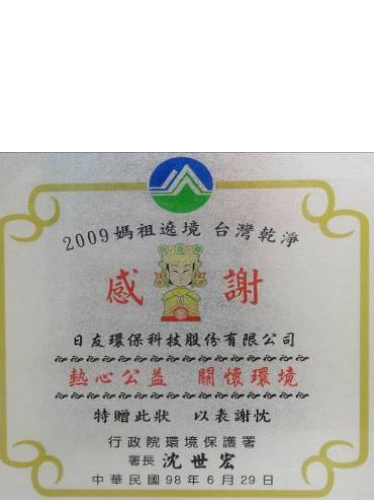 2009媽祖遶境 台灣乾淨
感謝
日友環保科技股份有限公司
熱心公益 關懷環境
特贈此狀 以表謝忱
行政院環境保護署
署長 沈世宏
中華民國98年6月29日